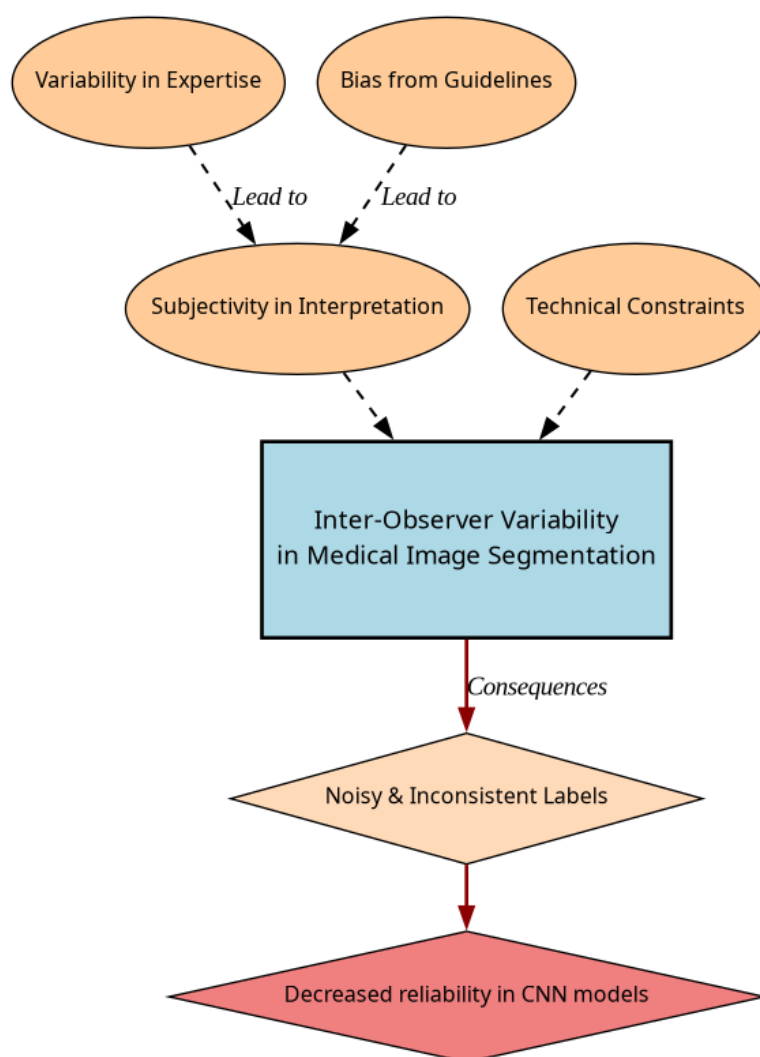 Variability in Expertise
Bias from Guidelines
Lead to
Lead to
Subjectivity in Interpretation
Technical Constraints
Inter-Observer Variability
in Medical Image Segmentation
Consequences
Noisy & Inconsistent Labels
Decreased reliability in CNN models